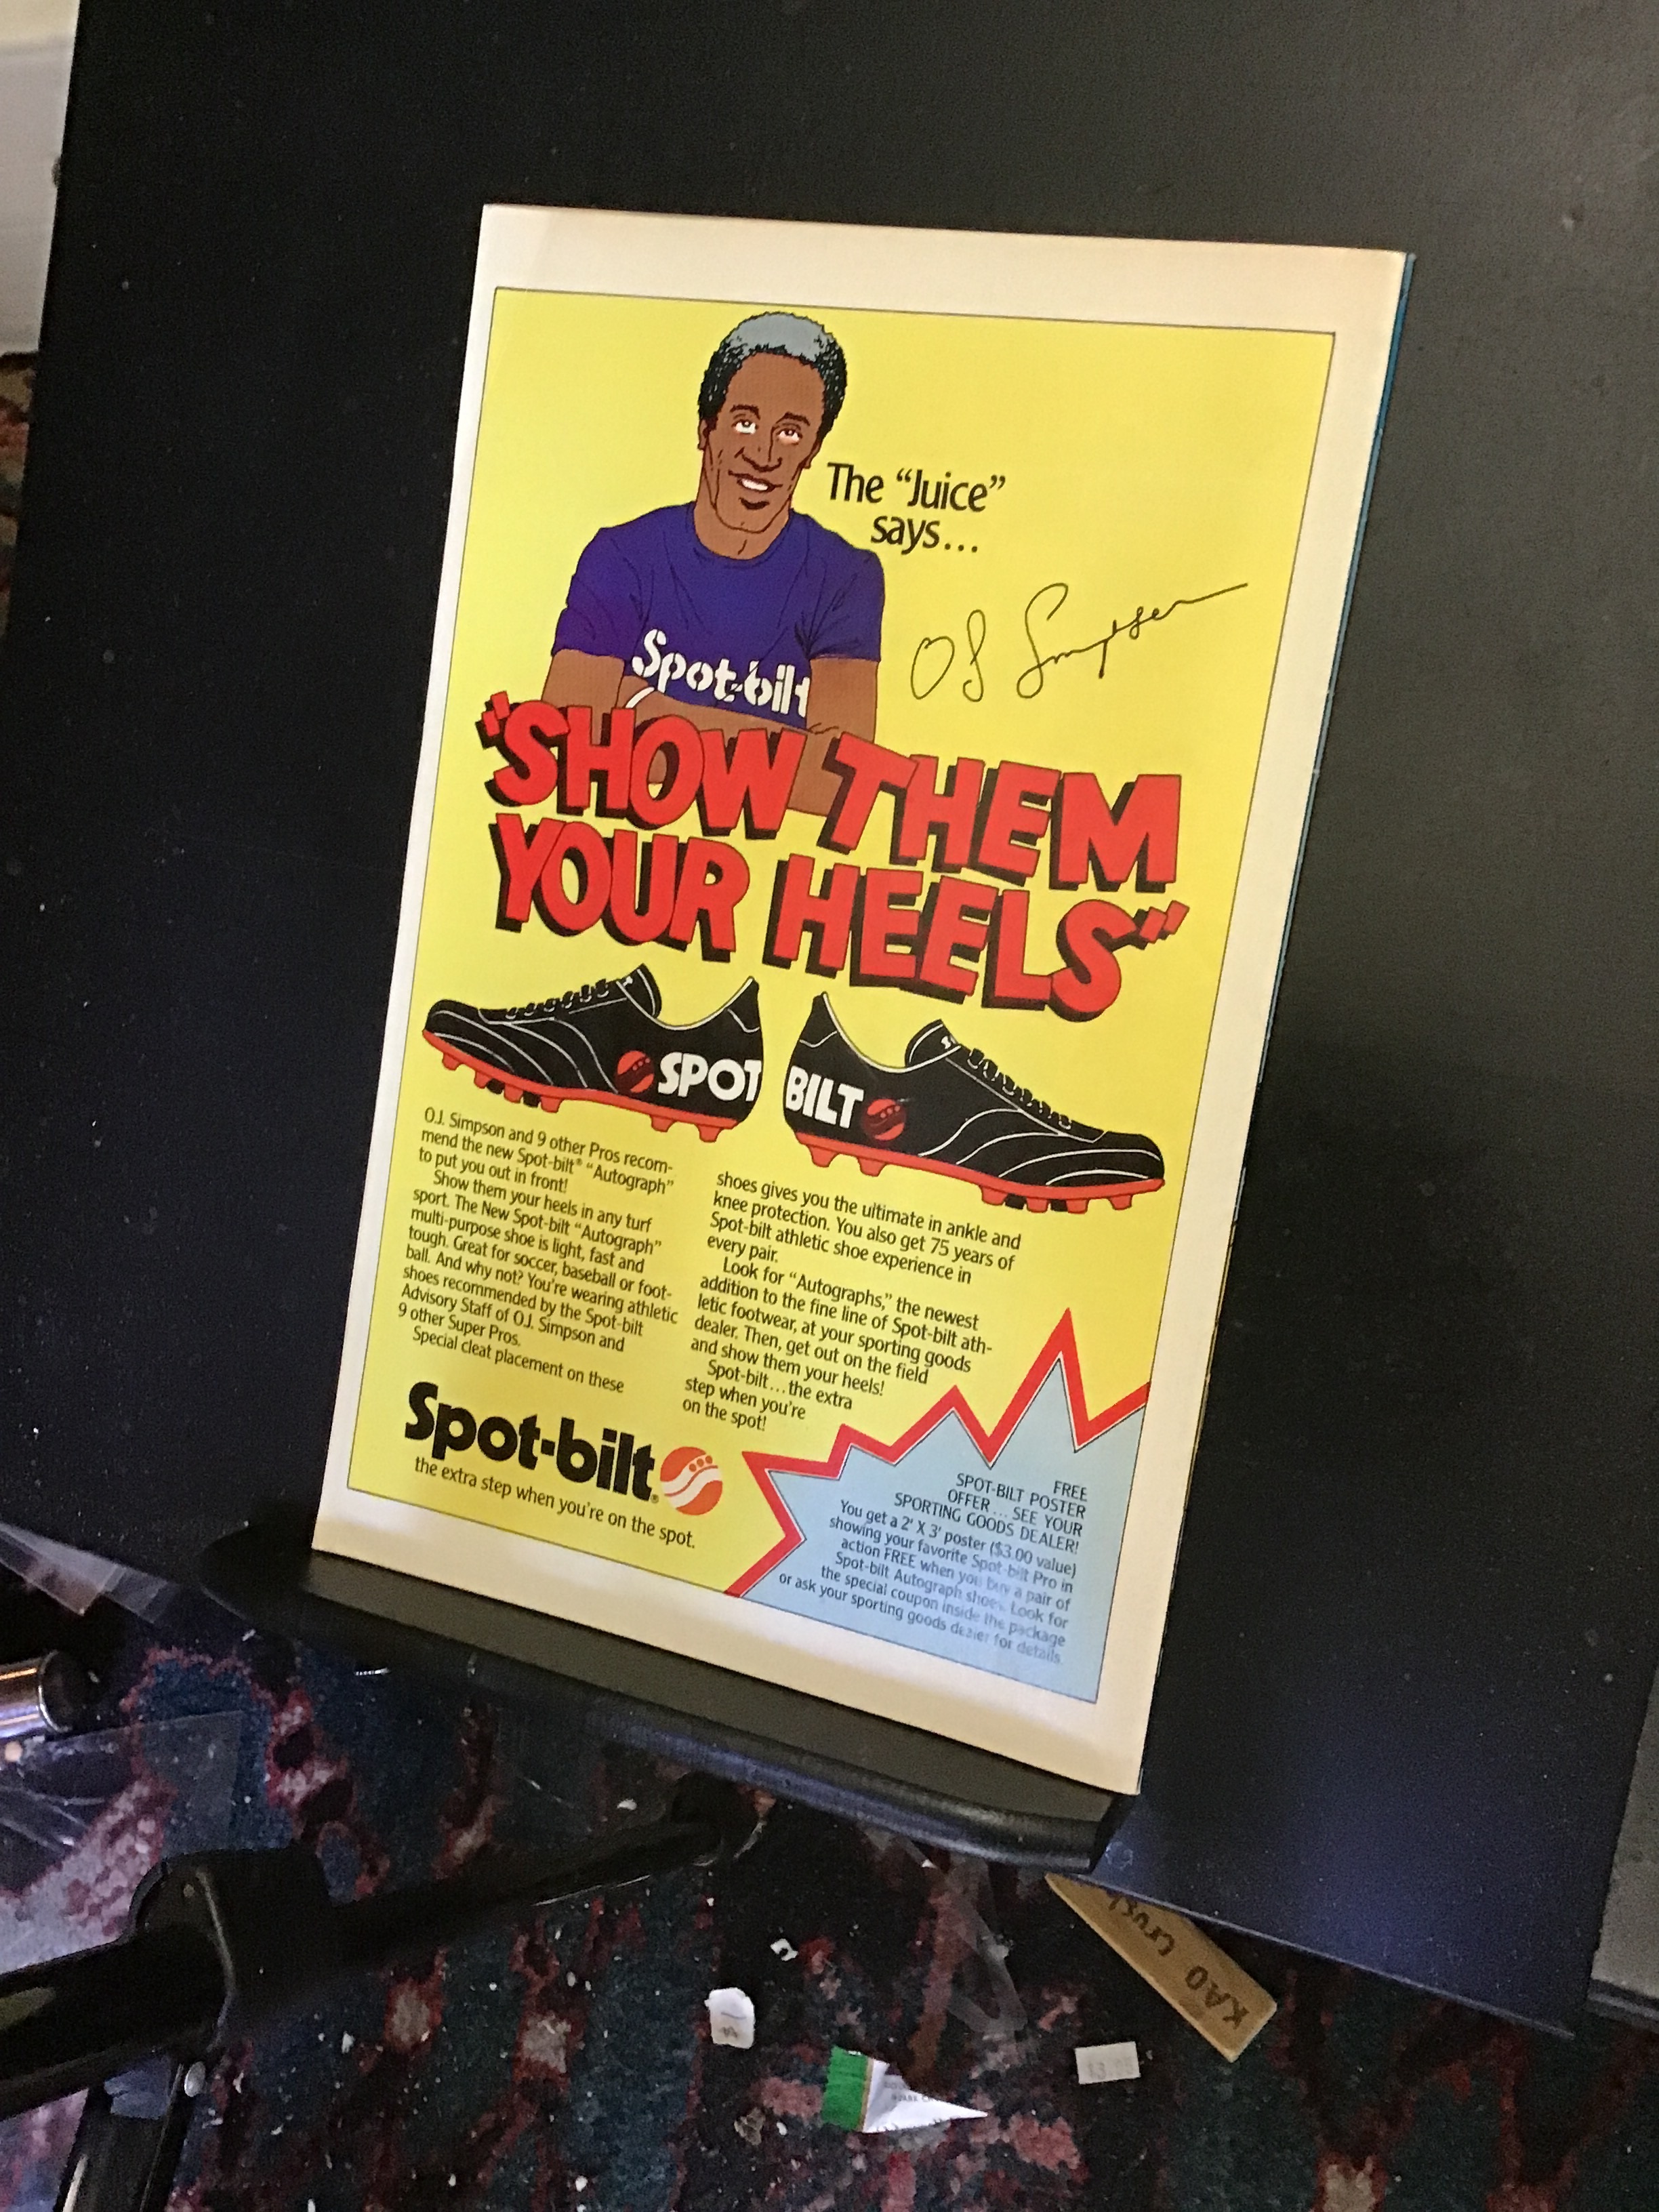 The “Juice”
says...
OJ Simpson
Spot-bilt
“SHOW THEM
YOUR HEELS”
SPOT BILT
O.J. Simpson and 9 other Pros recom-
mend the new Spot-bilt® “Autograph”
to put you out in front!
Show them your heels in any turf
sport. The New Spot-bilt “Autograph”
multi-purpose shoe is light, fast and
tough. Great for soccer, baseball or foot-
ball. And why not? You're wearing athletic
shoes recommended by the Spot-bilt
Advisory Staff of O.J. Simpson and
9 other Super Pros.
Special cleat placement on these
shoes gives you the ultimate in ankle and
knee protection. You also get 75 years of
Spot-bilt athletic shoe experience in
every pair.
Look for “Autographs,” the newest
addition to the fine line of Spot-bilt ath-
letic footwear, at your sporting goods
dealer. Then, get out on the field
and show them your heels!
Spot-bilt... the extra
step when you're
on the spot!
Spot-bilt®
the extra step when you're on the spot.
FREE
SPOT-BILT POSTER
OFFER... SEE YOUR
SPORTING GOODS DEALER!
You get a 2' X 3' poster ($3.00 value)
showing your favorite Spot-bilt Pro in
action FREE when you buy a pair of
Spot-bilt Autograph shoes. Look for
the special coupon inside the package
or ask your sporting goods dealer for details.
KAO